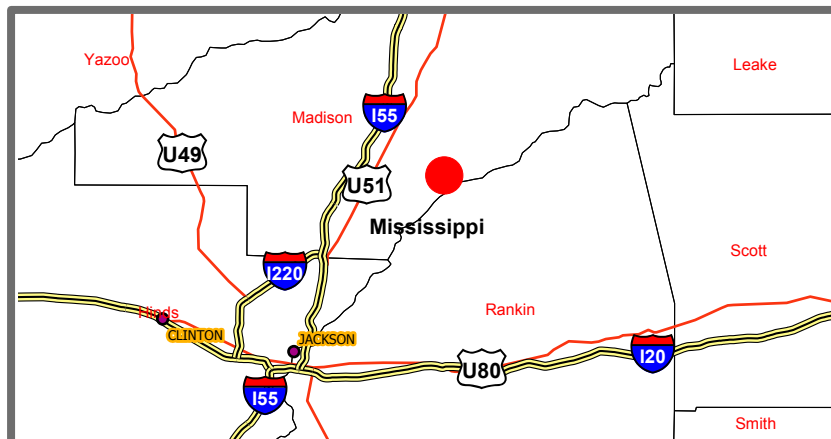 Yazoo
Leake
I55
Madison
U49
U51
Mississippi
Scott
I220
Hinds
Rankin
CLINTON
JACKSON
I20
U80
I55
Smith